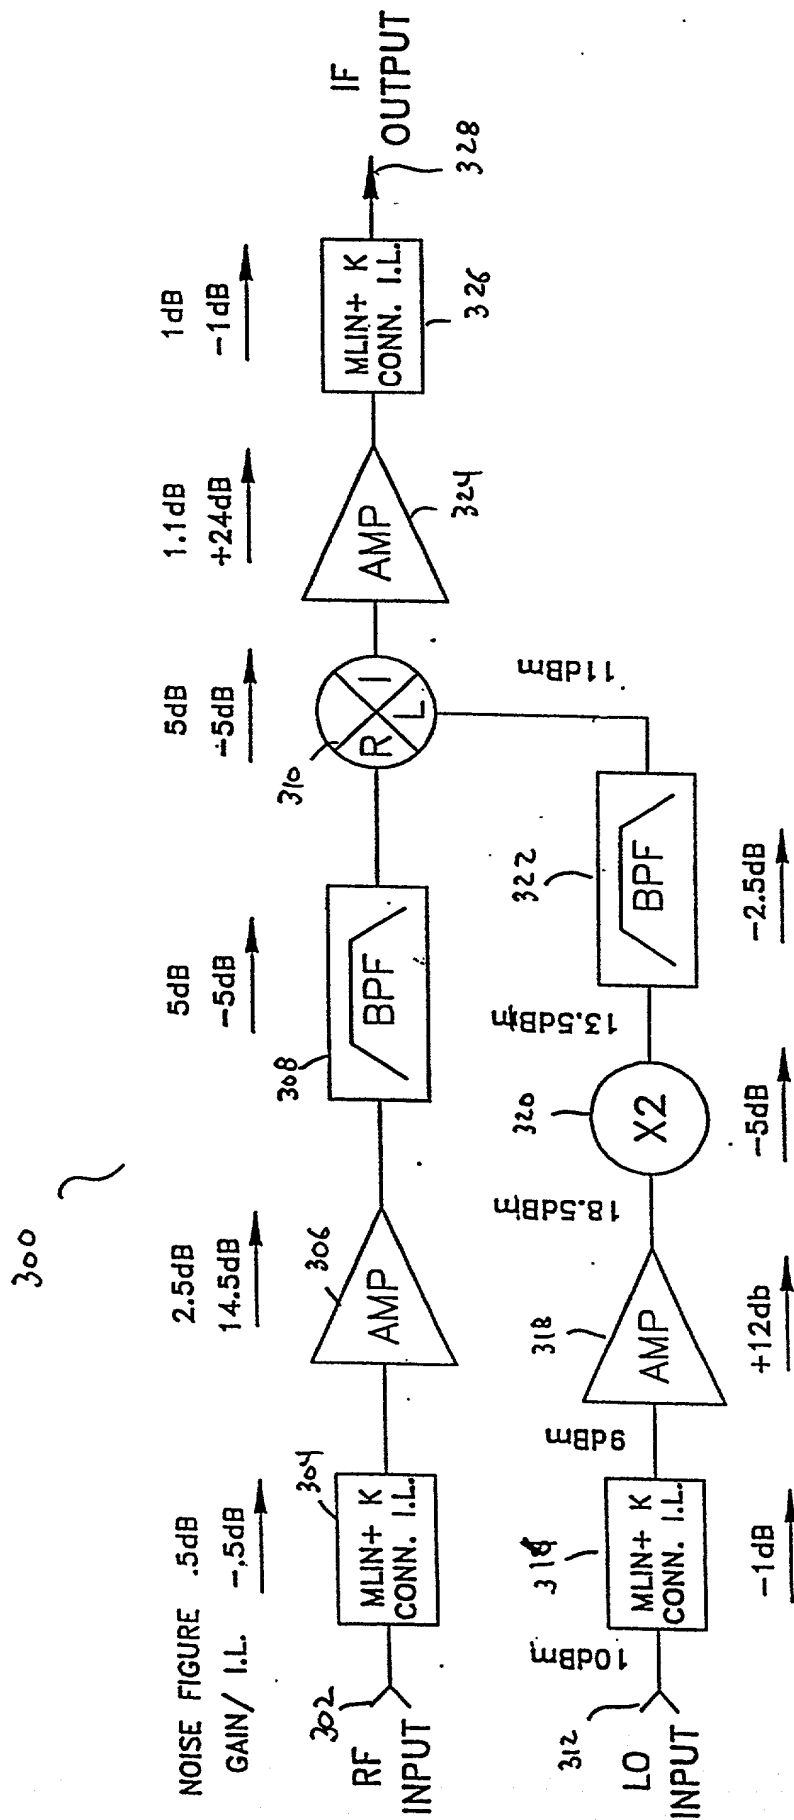 300
NOISE FIGURE .5dB 2.5dB 5dB 5dB 1.1dB 1dB
GAIN/ I.L. -.5dB 14.5dB -5dB -5dB +24dB -1dB
302
304
306
308
310
RF
INPUT
MLIN+ K
CONN. I.L.
AMP
BPF
R
I
L
AMP
324
MLIN+ K
CONN. I.L.
326
328
IF
OUTPUT
312
LO
INPUT
10dBm
MLIN+ K
CONN. I.L.
-1dB
9dBm
318
AMP
+12db
18.5dBm
320
X2
-5dB
13.5dBm
322
BPF
-2.5dB
11dBm